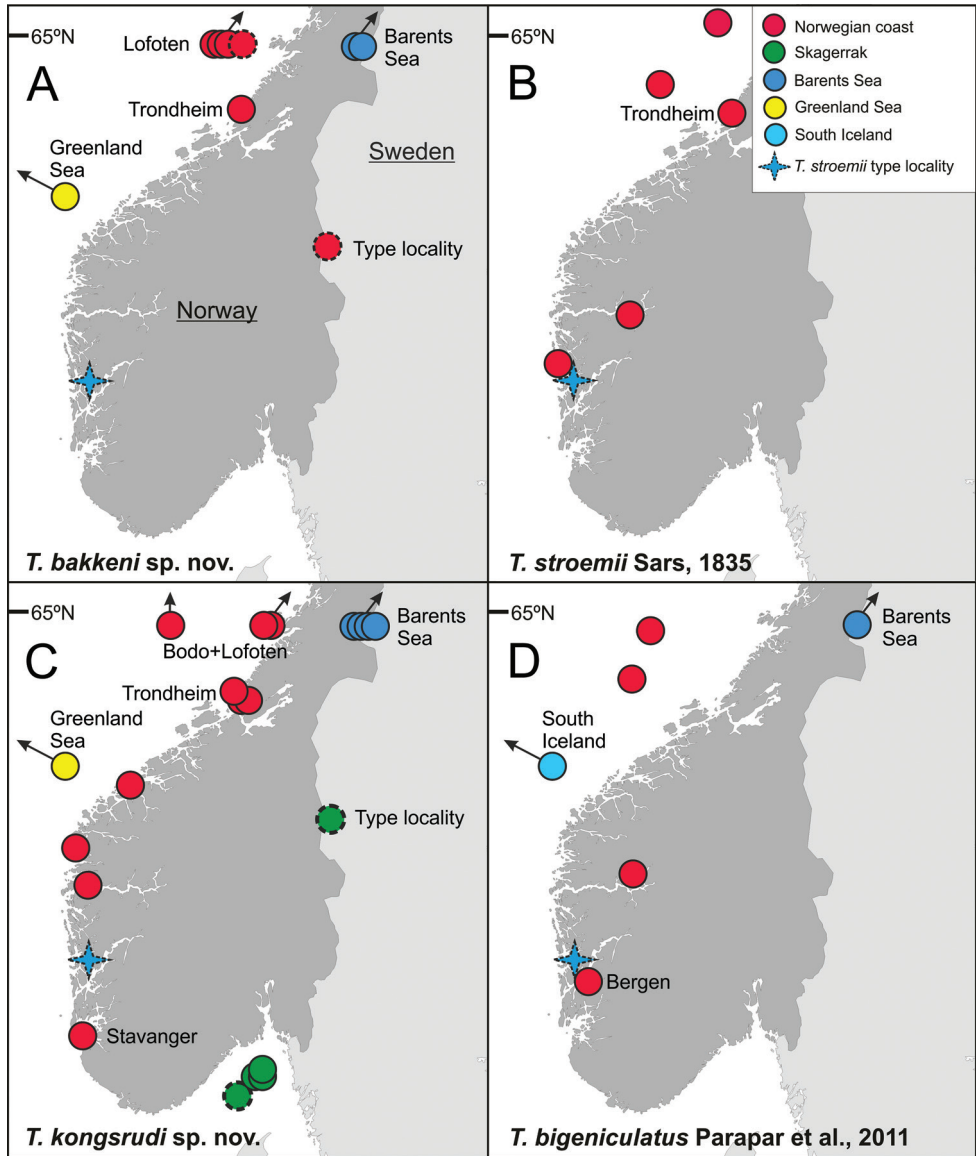 65ºN
Lofoten
Barents
Sea
A
Trondheim
Greenland
Sea
Sweden
Type locality
Norway
T. bakkeni sp. nov.
65ºN
B
Trondheim
Norwegian coast
Skagerrak
Barents Sea
Greenland Sea
South Iceland
T. stroemii type locality
T. stroemii Sars, 1835
65ºN
Barents
Sea
C
Bodo+Lofoten
Trondheim
Greenland
Sea
Type locality
Stavanger
T. kongsrudi sp. nov.
65ºN
Barents
Sea
D
South
Iceland
Bergen
T. bigeniculatus Parapar et al., 2011